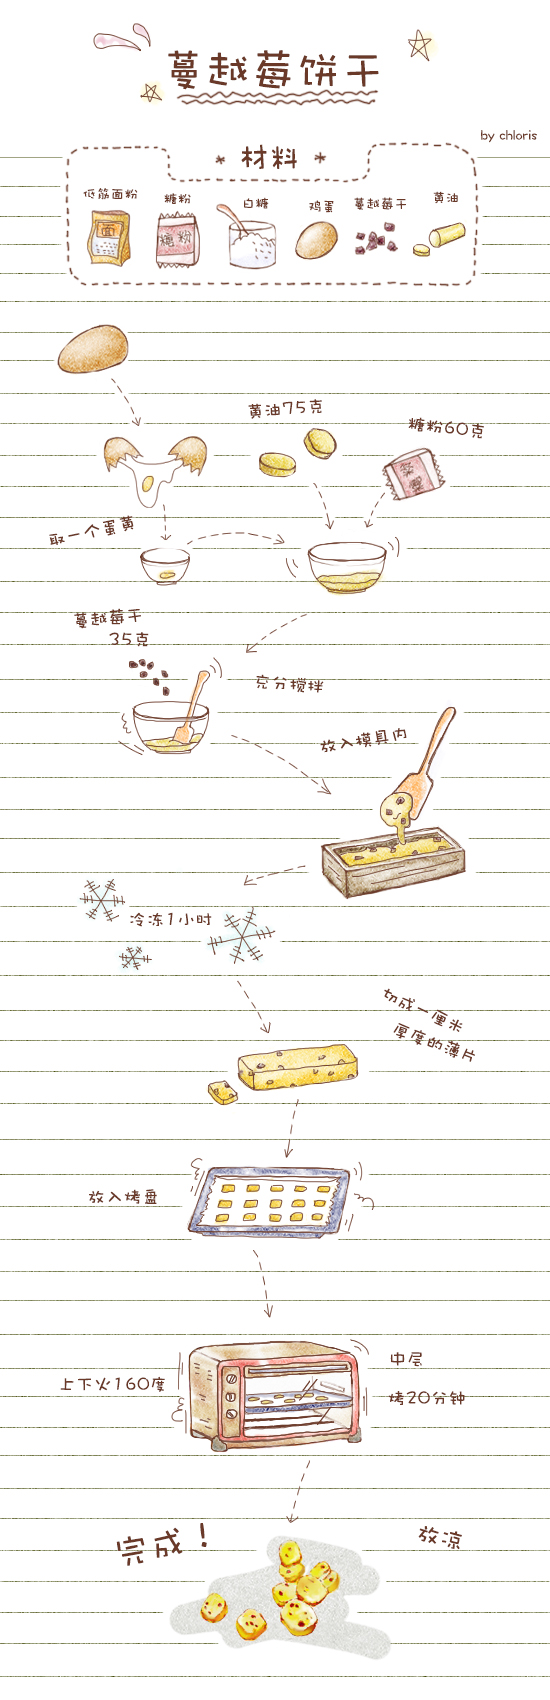 蔓越莓饼干
by chloris
* 材料 *
低筋面粉
糖粉
白糖
鸡蛋
蔓越莓干
黄油
面
糖粉
黄油75克
糖粉60克
取一个蛋黄
蔓越莓干
35克
充分搅拌
放入模具内
冷冻1小时
切成一厘米
厚度的薄片
放入烤盘
上下火160度
中层
烤20分钟
完成！
放凉